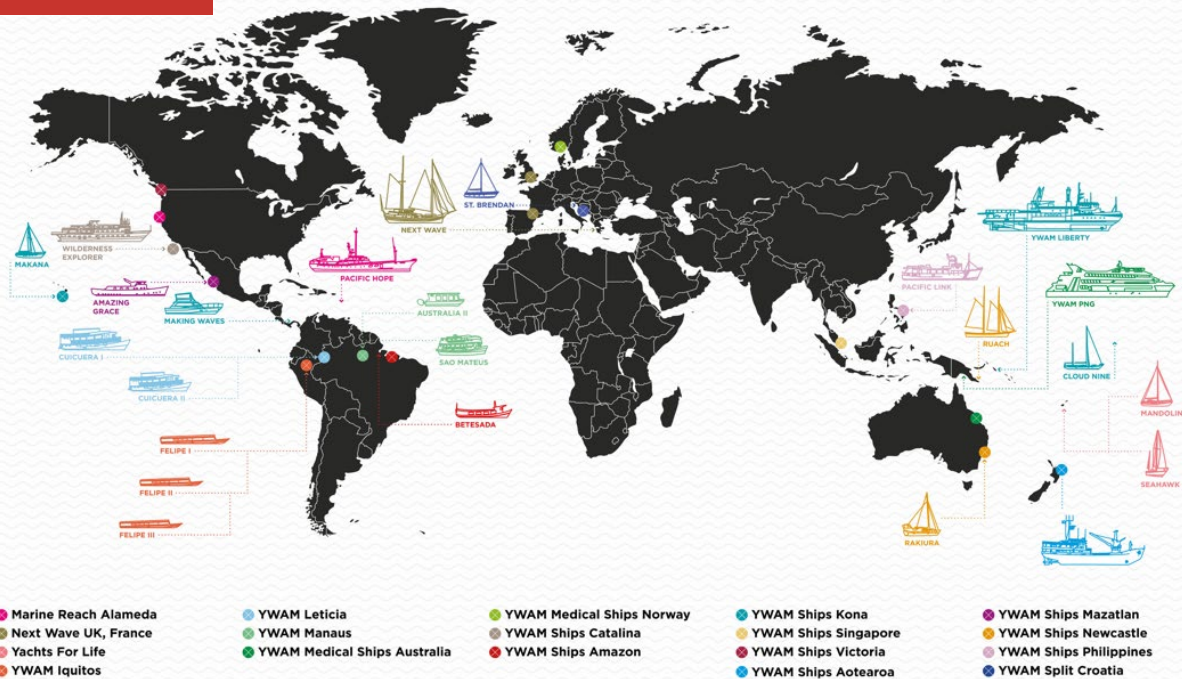 ST. BRENDAN
NEXT WAVE
WILDERNESS
EXPLORER
MAKANA
YWAM LIBERTY
PACIFIC HOPE
PACIFIC LINK
AMAZING
GRACE
MAKING WAVES
AUSTRALIA II
YWAM PNG
RUACH
CUICUERA I
SAO MATEUS
CLOUD NINE
CUICUERA II
MANDOLIN
BETESADA
FELIPE I
SEAHAWK
FELIPE II
FELIPE III
RAKIURA
Marine Reach Alameda
Next Wave UK, France
Yachts For Life
YWAM Iquitos
YWAM Leticia
YWAM Manaus
YWAM Medical Ships Australia
YWAM Medical Ships Norway
YWAM Ships Catalina
YWAM Ships Amazon
YWAM Ships Kona
YWAM Ships Singapore
YWAM Ships Victoria
YWAM Ships Aotearoa
YWAM Ships Mazatlan
YWAM Ships Newcastle
YWAM Ships Philippines
YWAM Split Croatia